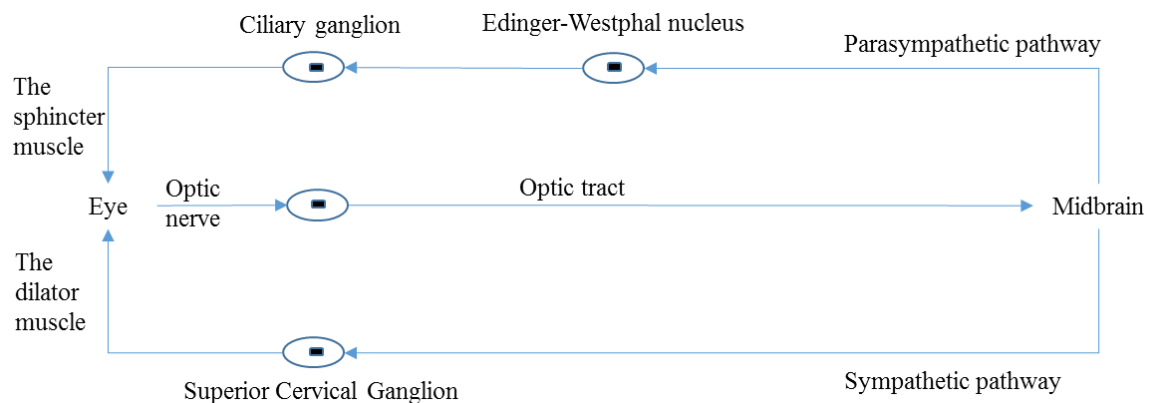 Ciliary ganglion
Edinger-Westphal nucleus
Parasympathetic pathway
The
sphincter
muscle
Eye
Optic
nerve
Optic tract
Midbrain
The
dilator
muscle
Superior Cervical Ganglion
Sympathetic pathway